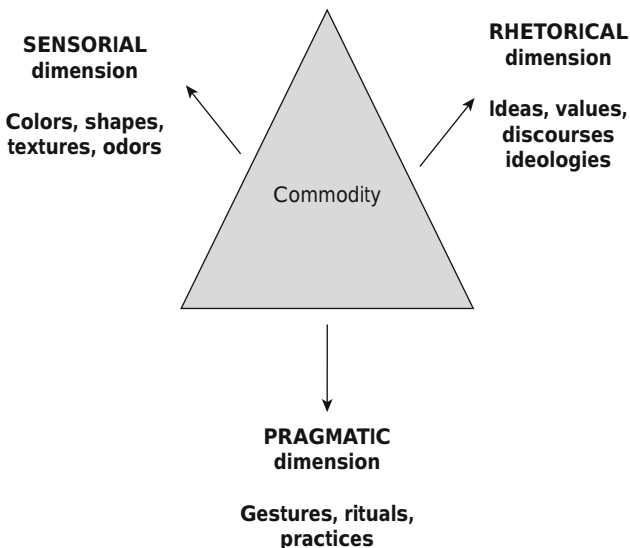 SENSORIAL
dimension
Colors, shapes,
textures, odors
RHETORICAL
dimension
Ideas, values,
discourses
ideologies
Commodity
PRAGMATIC
dimension
Gestures, rituals,
practices